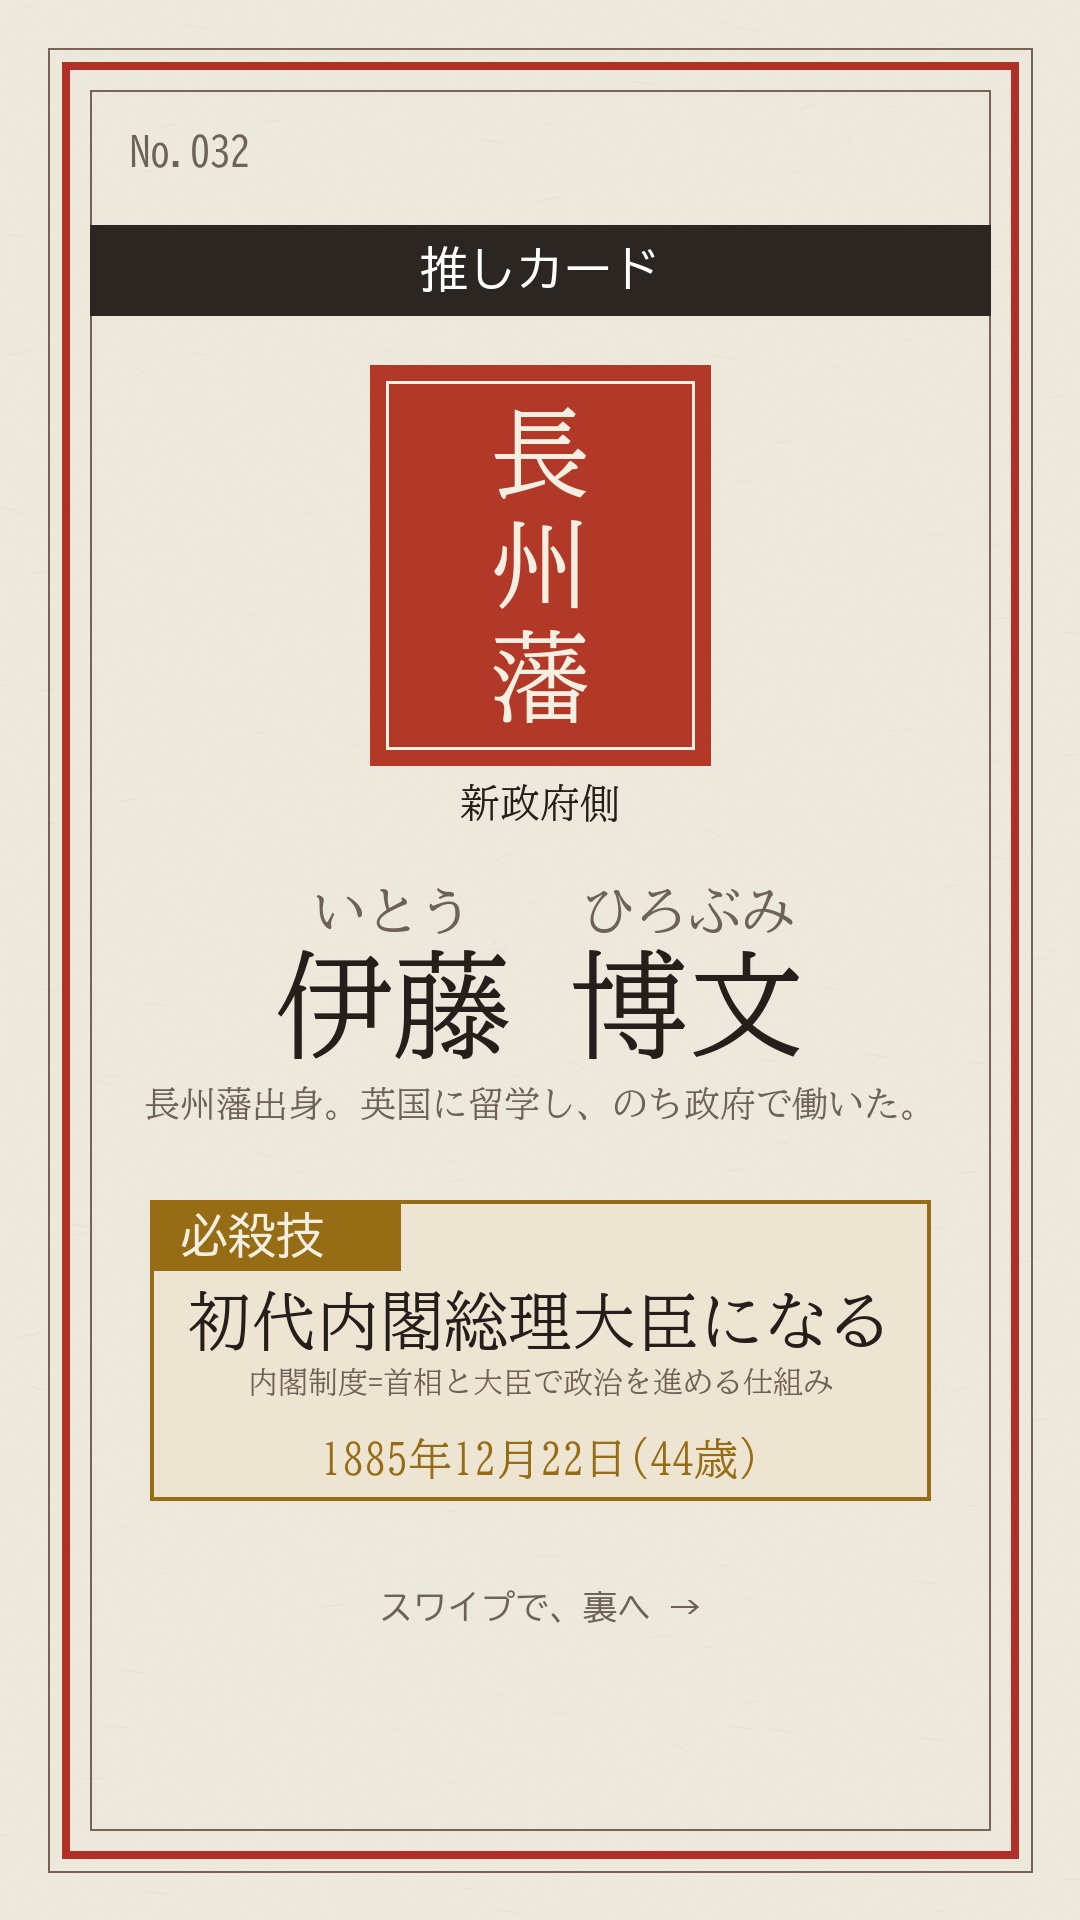 No.032
推しカード
長州藩
新政府側
いとう ひろぶみ
伊藤 博文
長州藩出身。英国に留学し、のち政府で働いた。
必殺技
初代内閣総理大臣になる
内閣制度=首相と大臣で政治を進める仕組み
1885年12月22日(44歳)
スワイプで、裏へ →